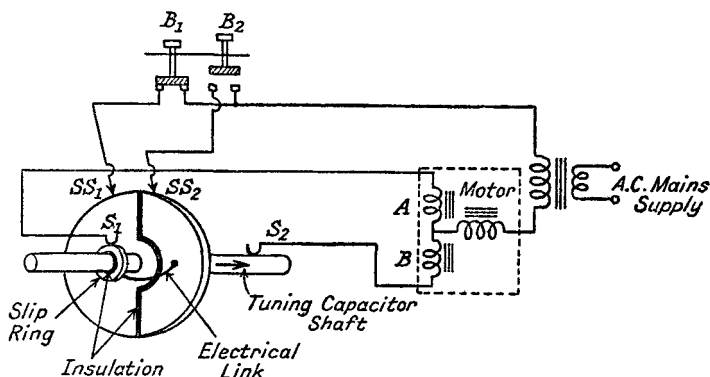 B1 B2
SS1 SS2
A Motor
A.C. Mains
Supply
S1 S2
B
Slip
Ring
Tuning Capacitor
Shaft
Insulation
Electrical
Link